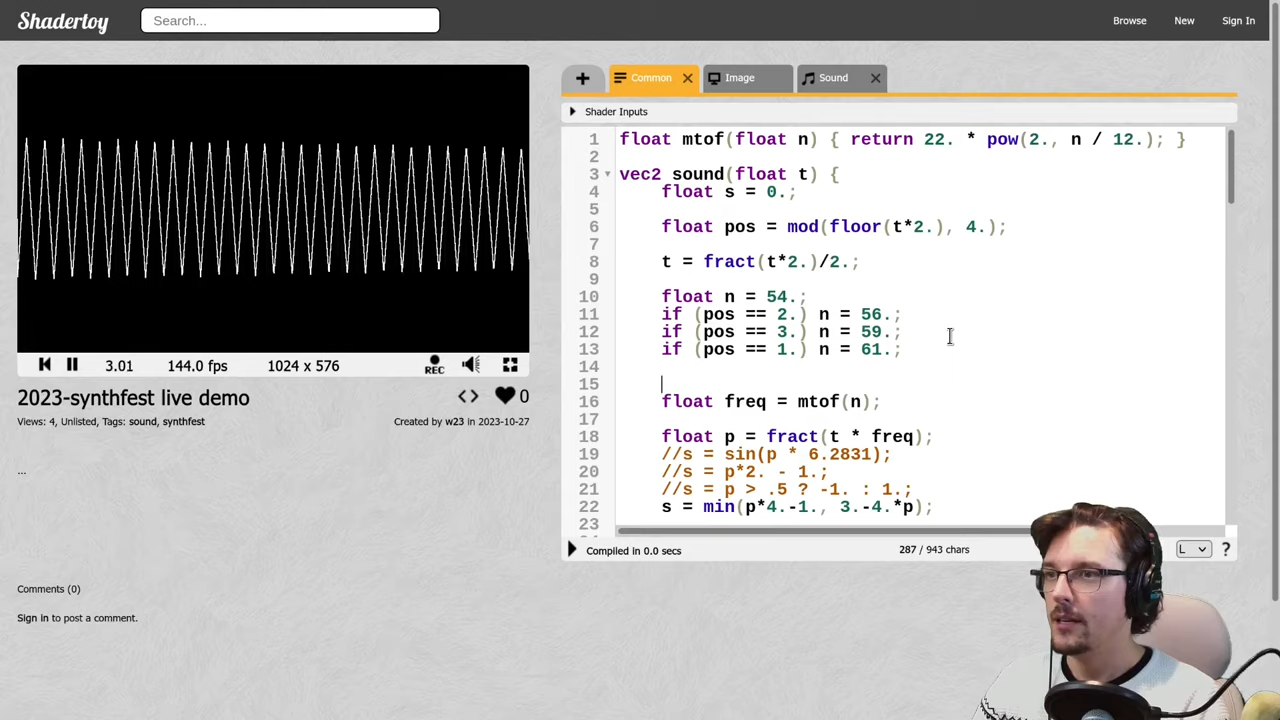 Shadertoy
Search...
Browse
New
Sign In
+
Common
Image
Sound
Shader Inputs
1 float mtof(float n) { return 22. * pow(2., n / 12.); }
2
3 vec2 sound(float t) {
4 float s = 0.;
5
6 float pos = mod(floor(t*2.), 4.);
7
8 t = fract(t*2.)/2.;
9
10 float n = 54.;
11 if (pos == 2.) n = 56.;
12 if (pos == 3.) n = 59.;
13 if (pos == 1.) n = 61.;
14
15
16 float freq = mtof(n);
17
18 float p = fract(t * freq);
19 //s = sin(p * 6.2831);
20 //s = p*2. - 1.;
21 //s = p > .5 ? -1. : 1.;
22 s = min(p*4.-1., 3.-4.*p);
23
3.01
144.0 fps
1024 x 576
REC
2023-synthfest live demo
0
Views: 4, Unlisted, Tags: sound, synthfest
Created by w23 in 2023-10-27
...
Comments (0)
Sign in to post a comment.
Compiled in 0.0 secs
287 / 943 chars
L
?